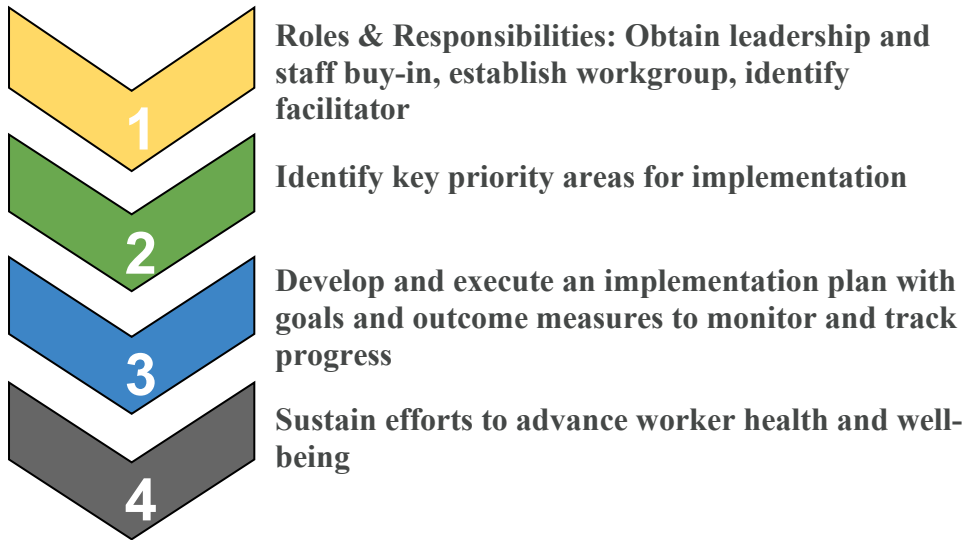 1
Roles & Responsibilities: Obtain leadership and
staff buy-in, establish workgroup, identify
facilitator
2
Identify key priority areas for implementation
3
Develop and execute an implementation plan with
goals and outcome measures to monitor and track
progress
4
Sustain efforts to advance worker health and well-
being